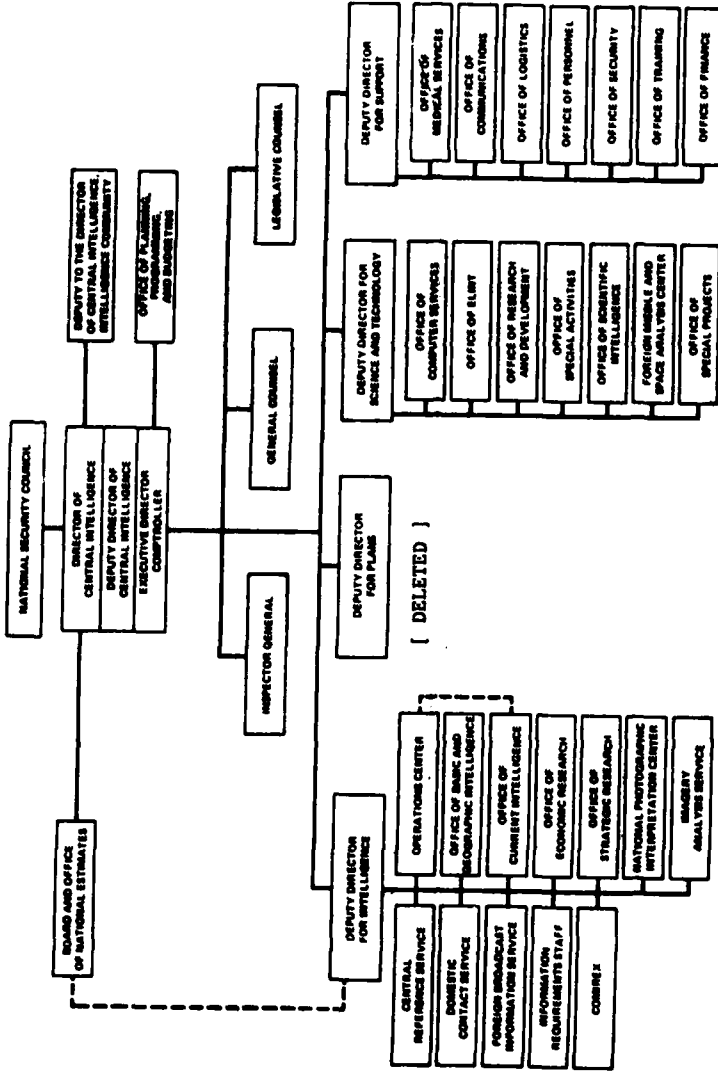 NATIONAL SECURITY COUNCIL
DIRECTOR OF
CENTRAL INTELLIGENCE
DEPUTY DIRECTOR OF
CENTRAL INTELLIGENCE
EXECUTIVE DIRECTOR
COMPTROLLER
DEPUTY TO THE DIRECTOR
OF CENTRAL INTELLIGENCE,
INTELLIGENCE COMMUNITY
OFFICE OF PLANNING,
PROGRAMMING,
AND BUDGETING
BOARD AND OFFICE
OF NATIONAL ESTIMATES
INSPECTOR GENERAL
GENERAL COUNSEL
LEGISLATIVE COUNSEL
DEPUTY DIRECTOR
FOR INTELLIGENCE
CENTRAL
REFERENCE SERVICE
DOMESTIC
CONTACT SERVICE
FOREIGN BROADCAST
INFORMATION SERVICE
INFORMATION
REQUIREMENTS STAFF
COMIREX
OPERATIONS CENTER
OFFICE OF BASIC AND
GEOGRAPHIC INTELLIGENCE
OFFICE OF
CURRENT INTELLIGENCE
OFFICE OF
ECONOMIC RESEARCH
OFFICE OF
STRATEGIC RESEARCH
NATIONAL PHOTOGRAPHIC
INTERPRETATION CENTER
IMAGERY
ANALYSIS SERVICE
DEPUTY DIRECTOR
FOR PLANS
[ DELETED ]
DEPUTY DIRECTOR FOR
SCIENCE AND TECHNOLOGY
OFFICE OF
COMPUTER SERVICES
OFFICE OF ELINT
OFFICE OF RESEARCH
AND DEVELOPMENT
OFFICE OF
SPECIAL ACTIVITIES
OFFICE OF SCIENTIFIC
INTELLIGENCE
FOREIGN MISSILE AND
SPACE ANALYSIS CENTER
OFFICE OF
SPECIAL PROJECTS
DEPUTY DIRECTOR
FOR SUPPORT
OFFICE OF
MEDICAL SERVICES
OFFICE OF
COMMUNICATIONS
OFFICE OF LOGISTICS
OFFICE OF PERSONNEL
OFFICE OF SECURITY
OFFICE OF TRAINING
OFFICE OF FINANCE